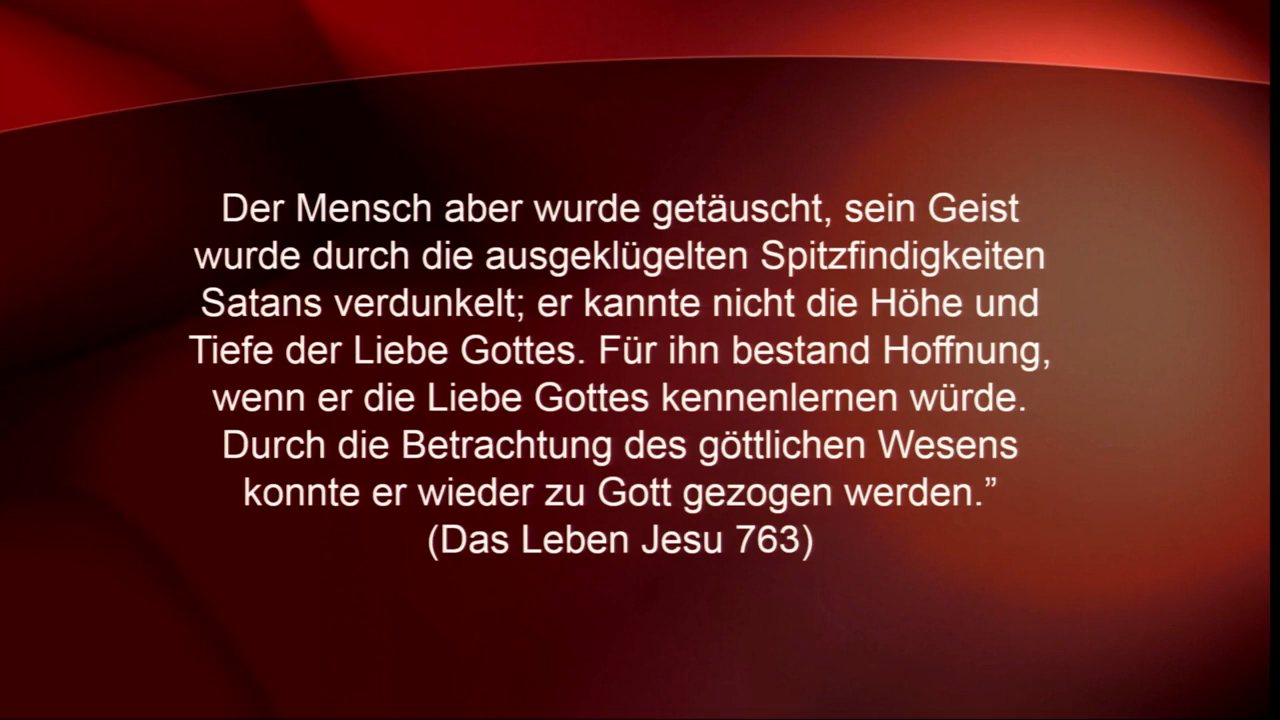 Der Mensch aber wurde getäuscht, sein Geist
wurde durch die ausgeklügelten Spitzfindigkeiten
Satans verdunkelt; er kannte nicht die Höhe und
Tiefe der Liebe Gottes. Für ihn bestand Hoffnung,
wenn er die Liebe Gottes kennenlernen würde.
Durch die Betrachtung des göttlichen Wesens
konnte er wieder zu Gott gezogen werden.”
(Das Leben Jesu 763)